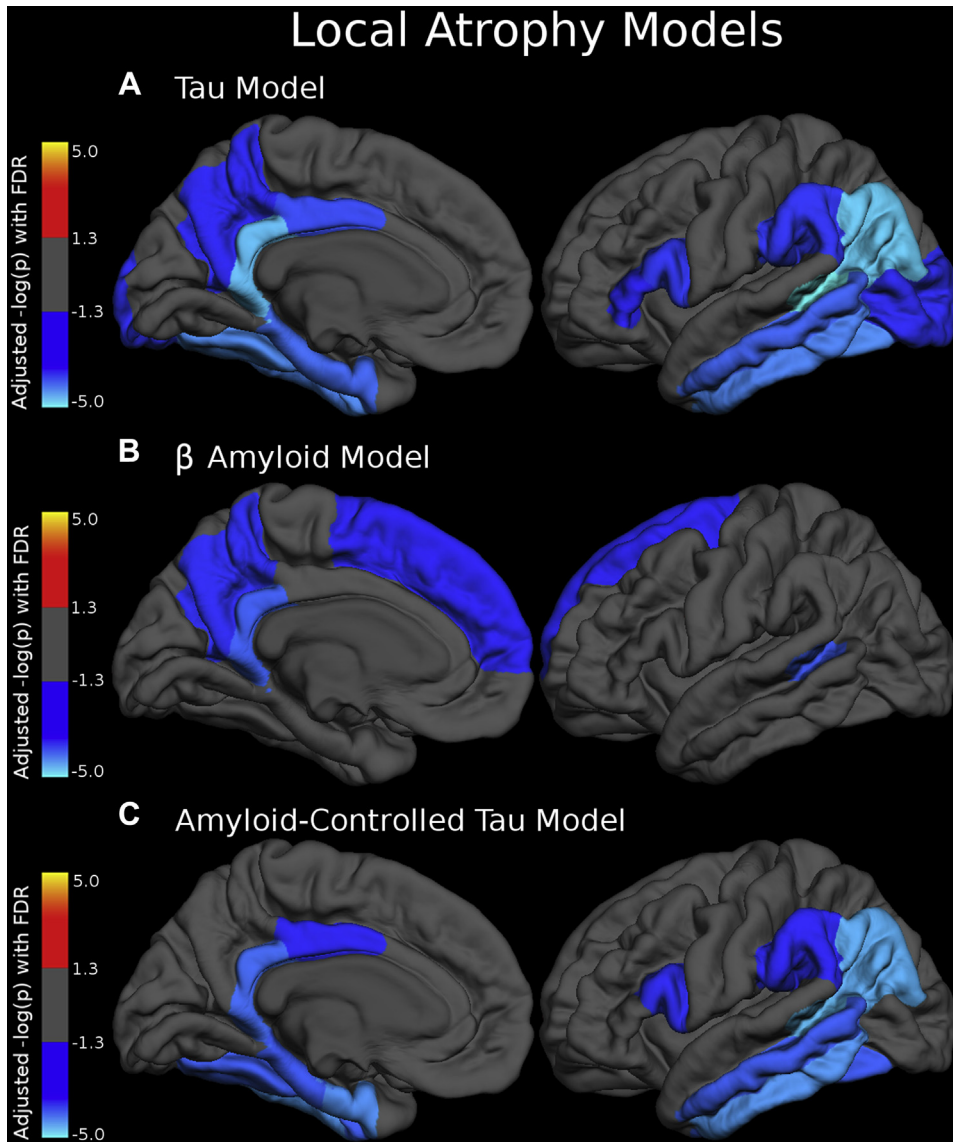 Local Atrophy Models
A Tau Model
Adjusted -log(p) with FDR
5.0
1.3
-1.3
-5.0
B β Amyloid Model
Adjusted -log(p) with FDR
5.0
1.3
-1.3
-5.0
C Amyloid-Controlled Tau Model
Adjusted -log(p) with FDR
5.0
1.3
-1.3
-5.0